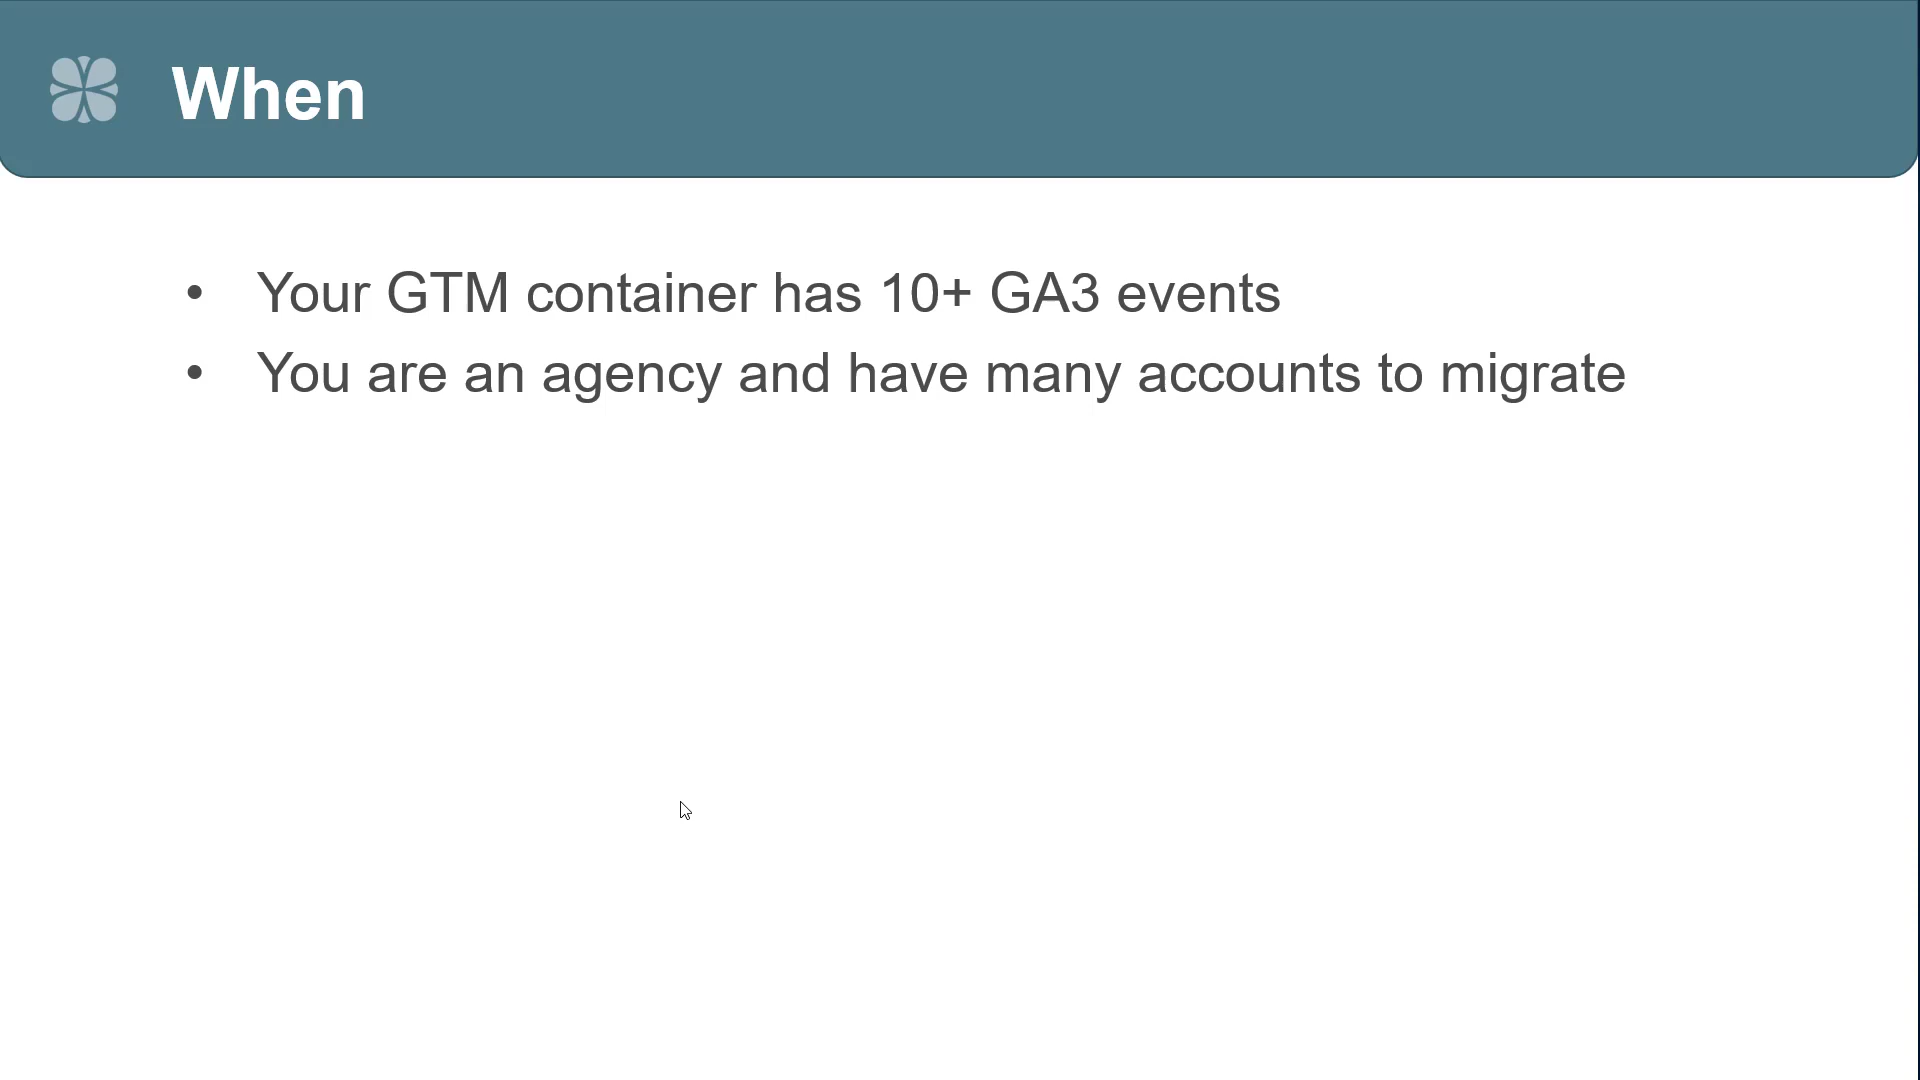 When
• Your GTM container has 10+ GA3 events
• You are an agency and have many accounts to migrate